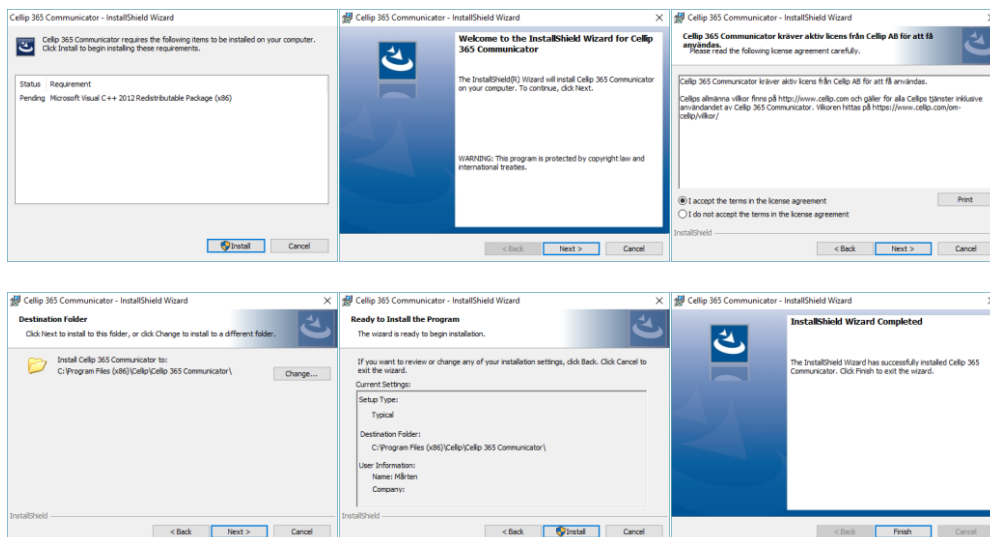 Cellip 365 Communicator - InstallShield Wizard
Cellip 365 Communicator requires the following items to be installed on your computer.
Click Install to begin installing these requirements.
Status Requirement
Pending Microsoft Visual C++ 2012 Redistributable Package (x86)
Install Cancel
Cellip 365 Communicator - InstallShield Wizard
Welcome to the InstallShield Wizard for Cellip
365 Communicator
The InstallShield(R) Wizard will install Cellip 365 Communicator
on your computer. To continue, click Next.
WARNING: This program is protected by copyright law and
international treaties.
< Back Next > Cancel
Cellip 365 Communicator - InstallShield Wizard
Cellip 365 Communicator kräver aktiv licens från Cellip AB för att få
användas.
Please read the following license agreement carefully.
Cellip 365 Communicator kräver aktiv licens från Cellip AB för att få användas.
Cellips allmänna villkor finns på http://www.cellip.com och gäller för alla Cellips tjänster inklusive
användandet av Cellip 365 Communicator. Villkoren hittas på https://www.cellip.com/om-
cellip/villkor/
I accept the terms in the license agreement
Print
I do not accept the terms in the license agreement
InstallShield
< Back Next > Cancel
Cellip 365 Communicator - InstallShield Wizard
Destination Folder
Click Next to install to this folder, or click Change to install to a different folder.
Install Cellip 365 Communicator to:
C:\Program Files (x86)\Cellip\Cellip 365 Communicator\
Change...
InstallShield
< Back Next > Cancel
Cellip 365 Communicator - InstallShield Wizard
Ready to Install the Program
The wizard is ready to begin installation.
If you want to review or change any of your installation settings, click Back. Click Cancel to
exit the wizard.
Current Settings:
Setup Type:
Typical
Destination Folder:
C:\Program Files (x86)\Cellip\Cellip 365 Communicator\
User Information:
Name: Mårten
Company:
InstallShield
< Back Install Cancel
Cellip 365 Communicator - InstallShield Wizard
InstallShield Wizard Completed
The InstallShield Wizard has successfully installed Cellip 365
Communicator. Click Finish to exit the wizard.
< Back Finish Cancel